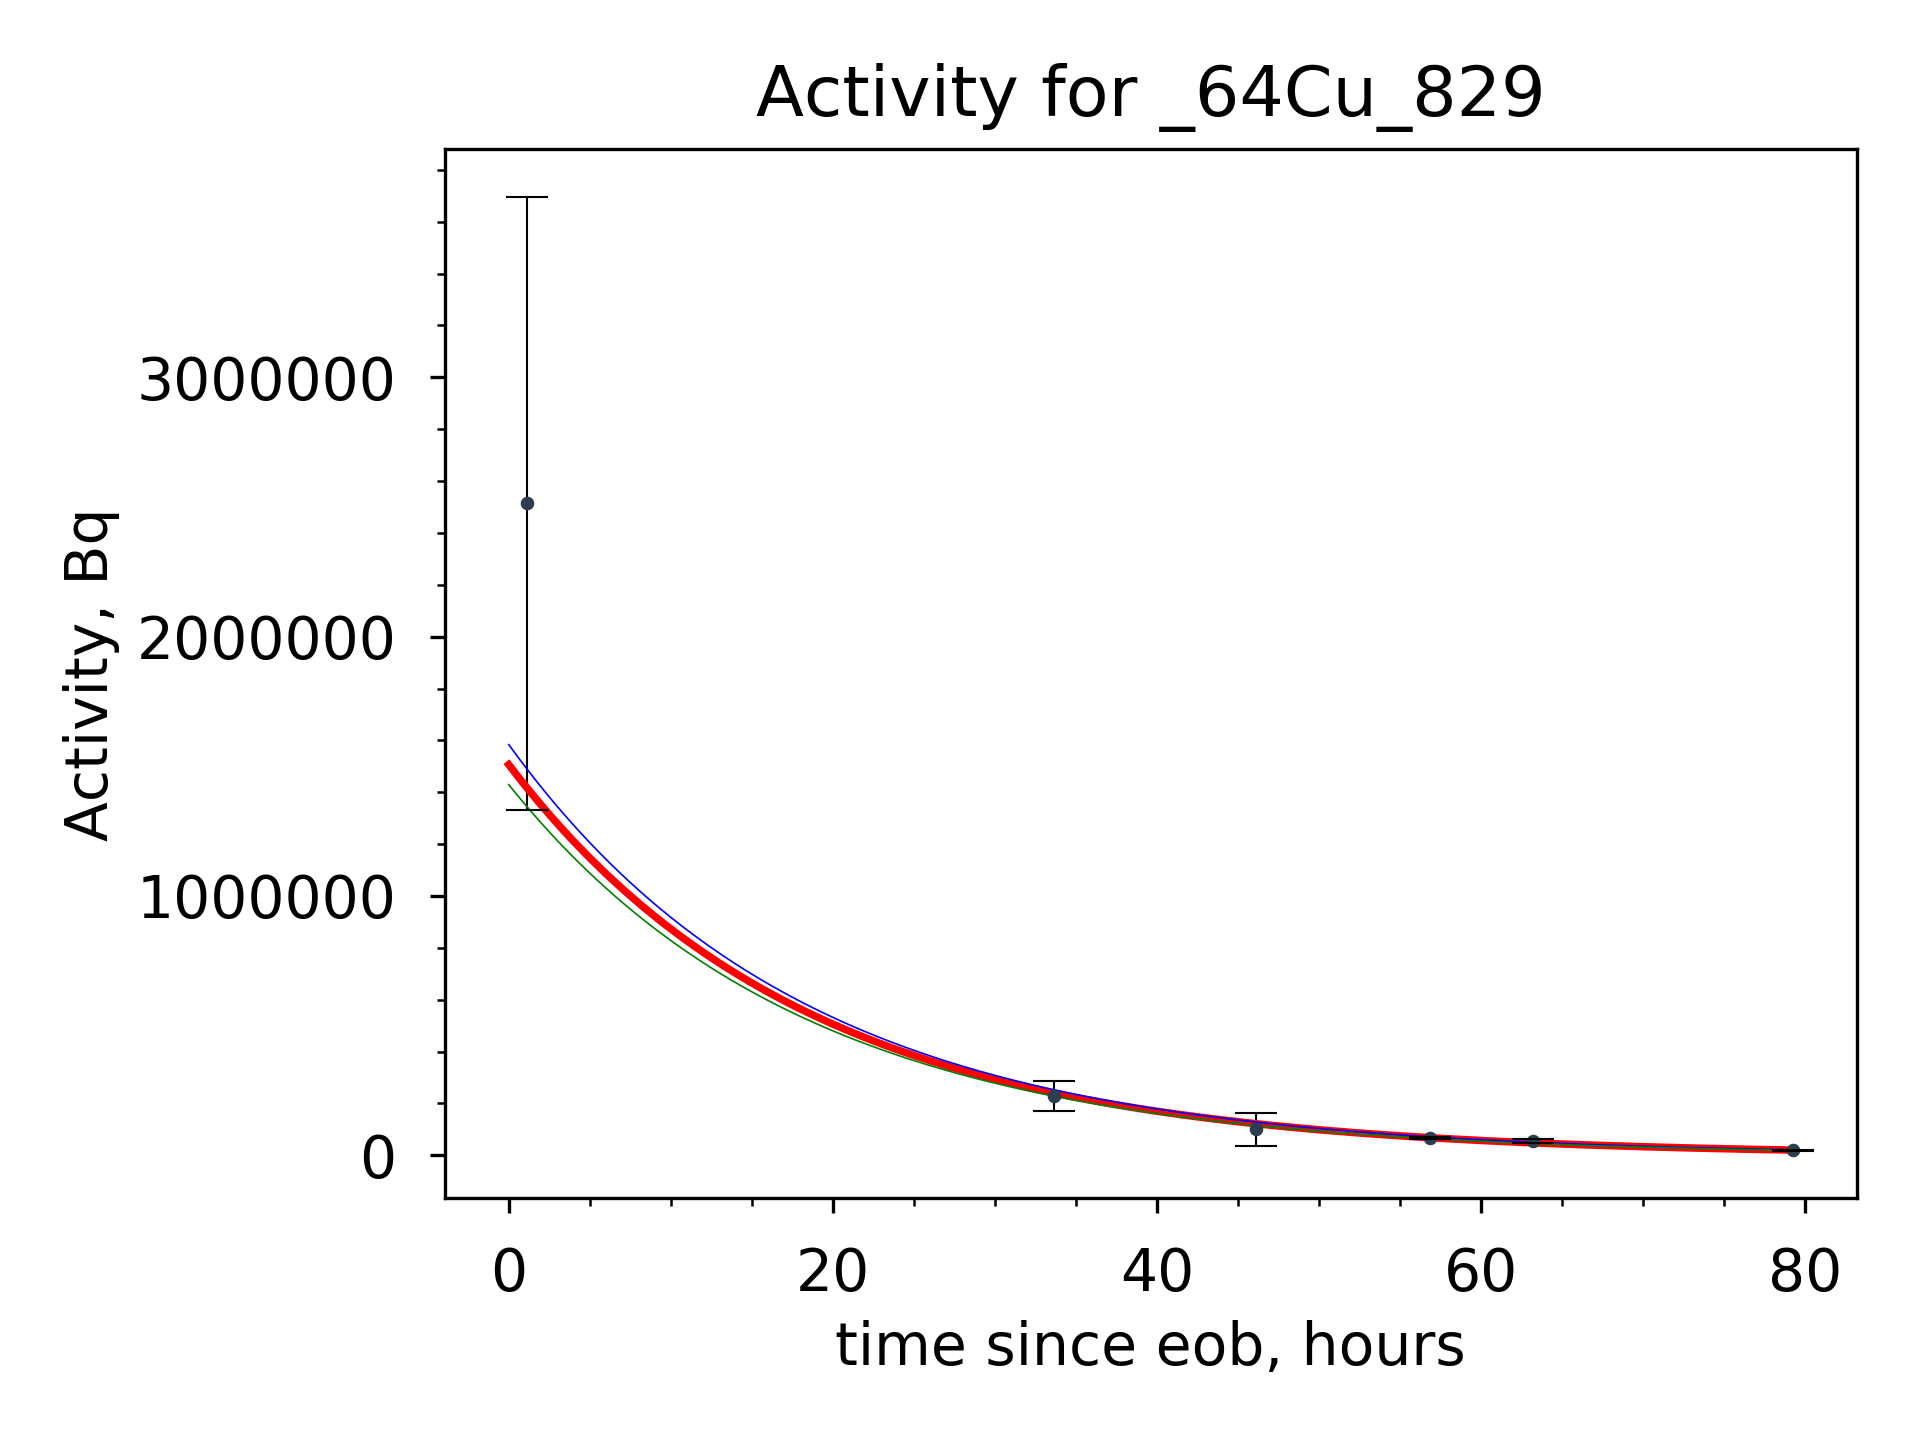 Activity for _64Cu_829
Activity, Bq
3000000
2000000
1000000
0
0 20 40 60 80
time since eob, hours